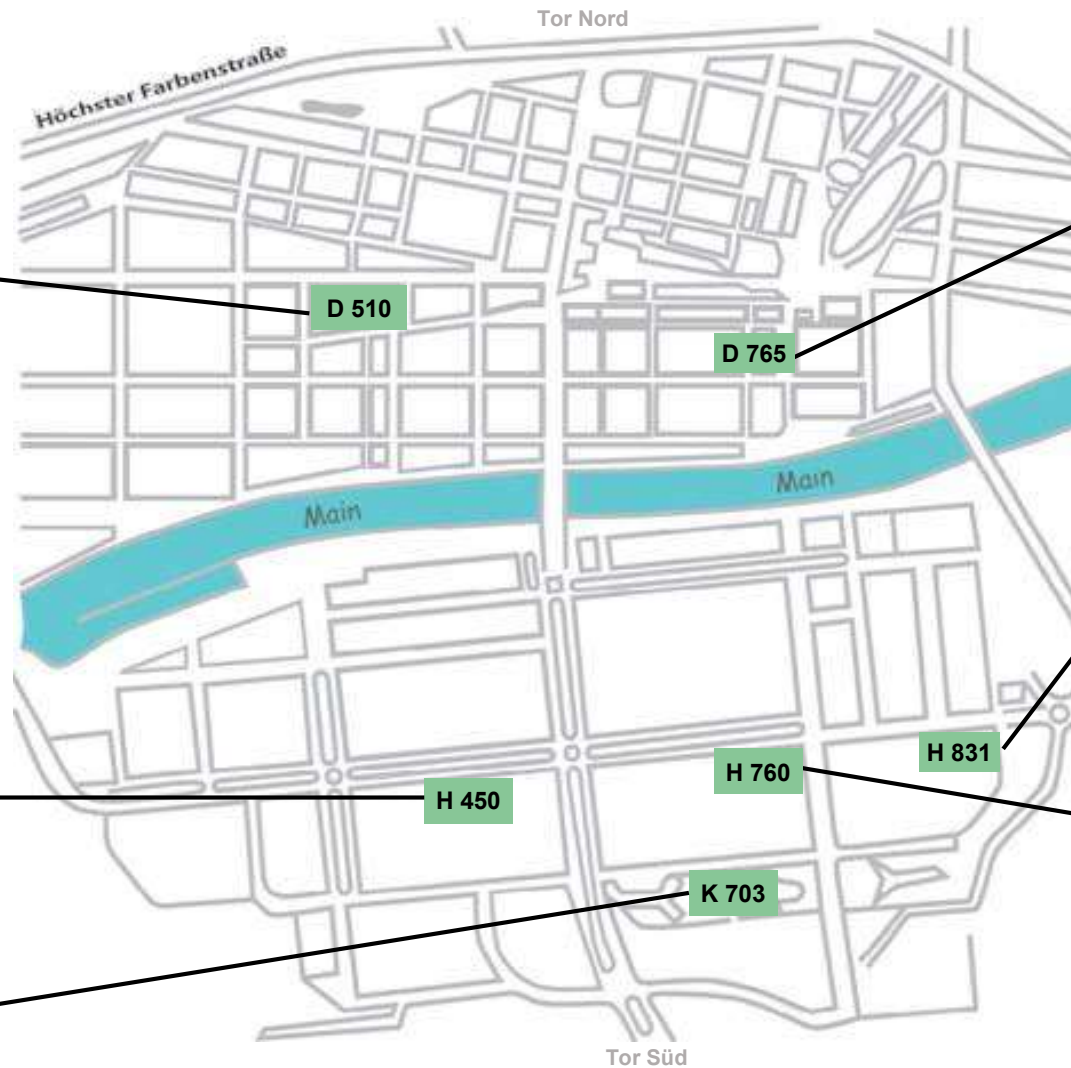 Tor Nord
Höchster Farbenstraße
D 510
D 765
Main
Main
H 831
H 760
H 450
K 703
Tor Süd